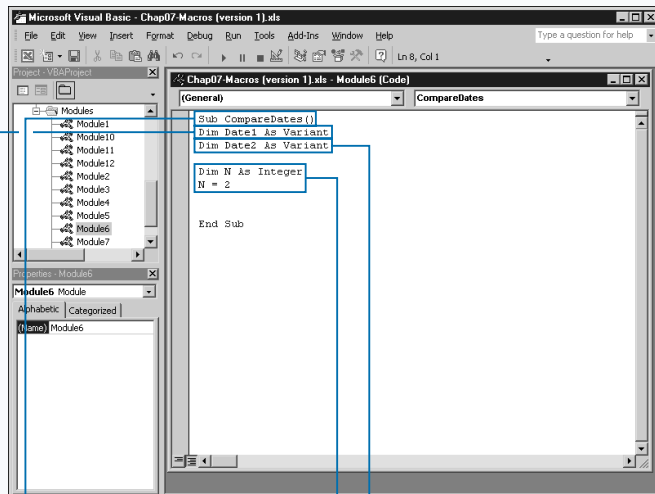 Microsoft Visual Basic - Chap07-Macros (version 1).xls
File Edit View Insert Format Debug Run Tools Add-Ins Window Help
Type a question for help
Ln 8, Col 1
Project - VBAProject
Modules
Module1
Module10
Module11
Module12
Module2
Module3
Module4
Module5
Module6
Module7
Properties - Module6
Module6 Module
Alphabetic Categorized
(Name) Module6
Chap07-Macros (version 1).xls - Module6 (Code)
(General) CompareDates
Sub CompareDates()
Dim Date1 As Variant
Dim Date2 As Variant
Dim N As Integer
N = 2
End Sub